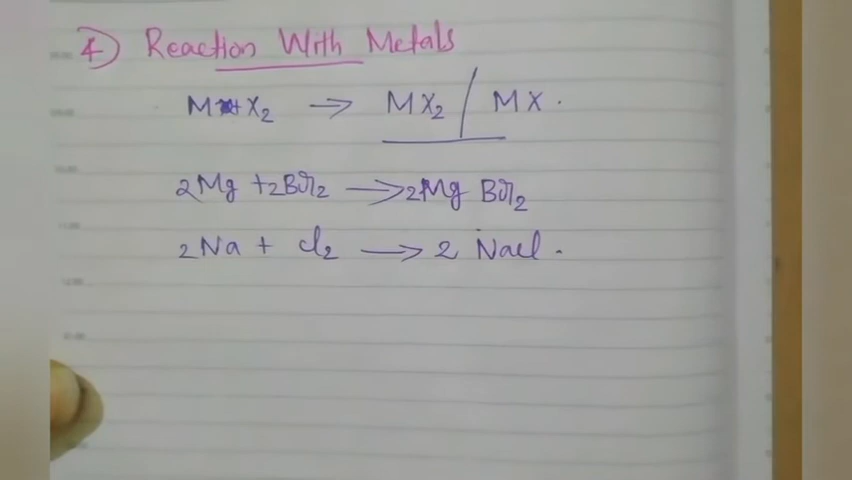 4) Reaction With Metals
M + X2 → MX2 / MX.
2Mg + 2Br2 → 2Mg Br2
2Na + Cl2 → 2 NaCl.